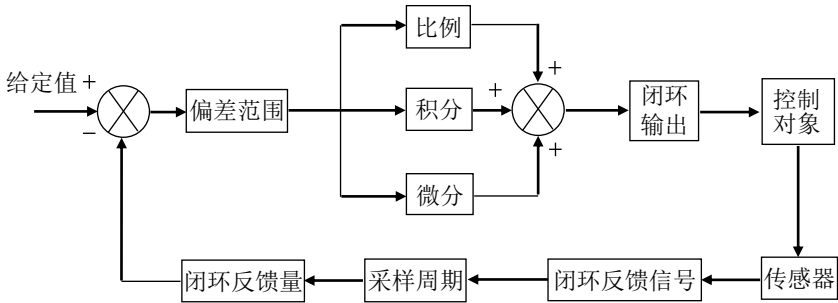 比例
+
给定值 +
+
闭环
输出
控制
对象
偏差范围
积分
−
+
微分
闭环反馈量
采样周期
闭环反馈信号
传感器